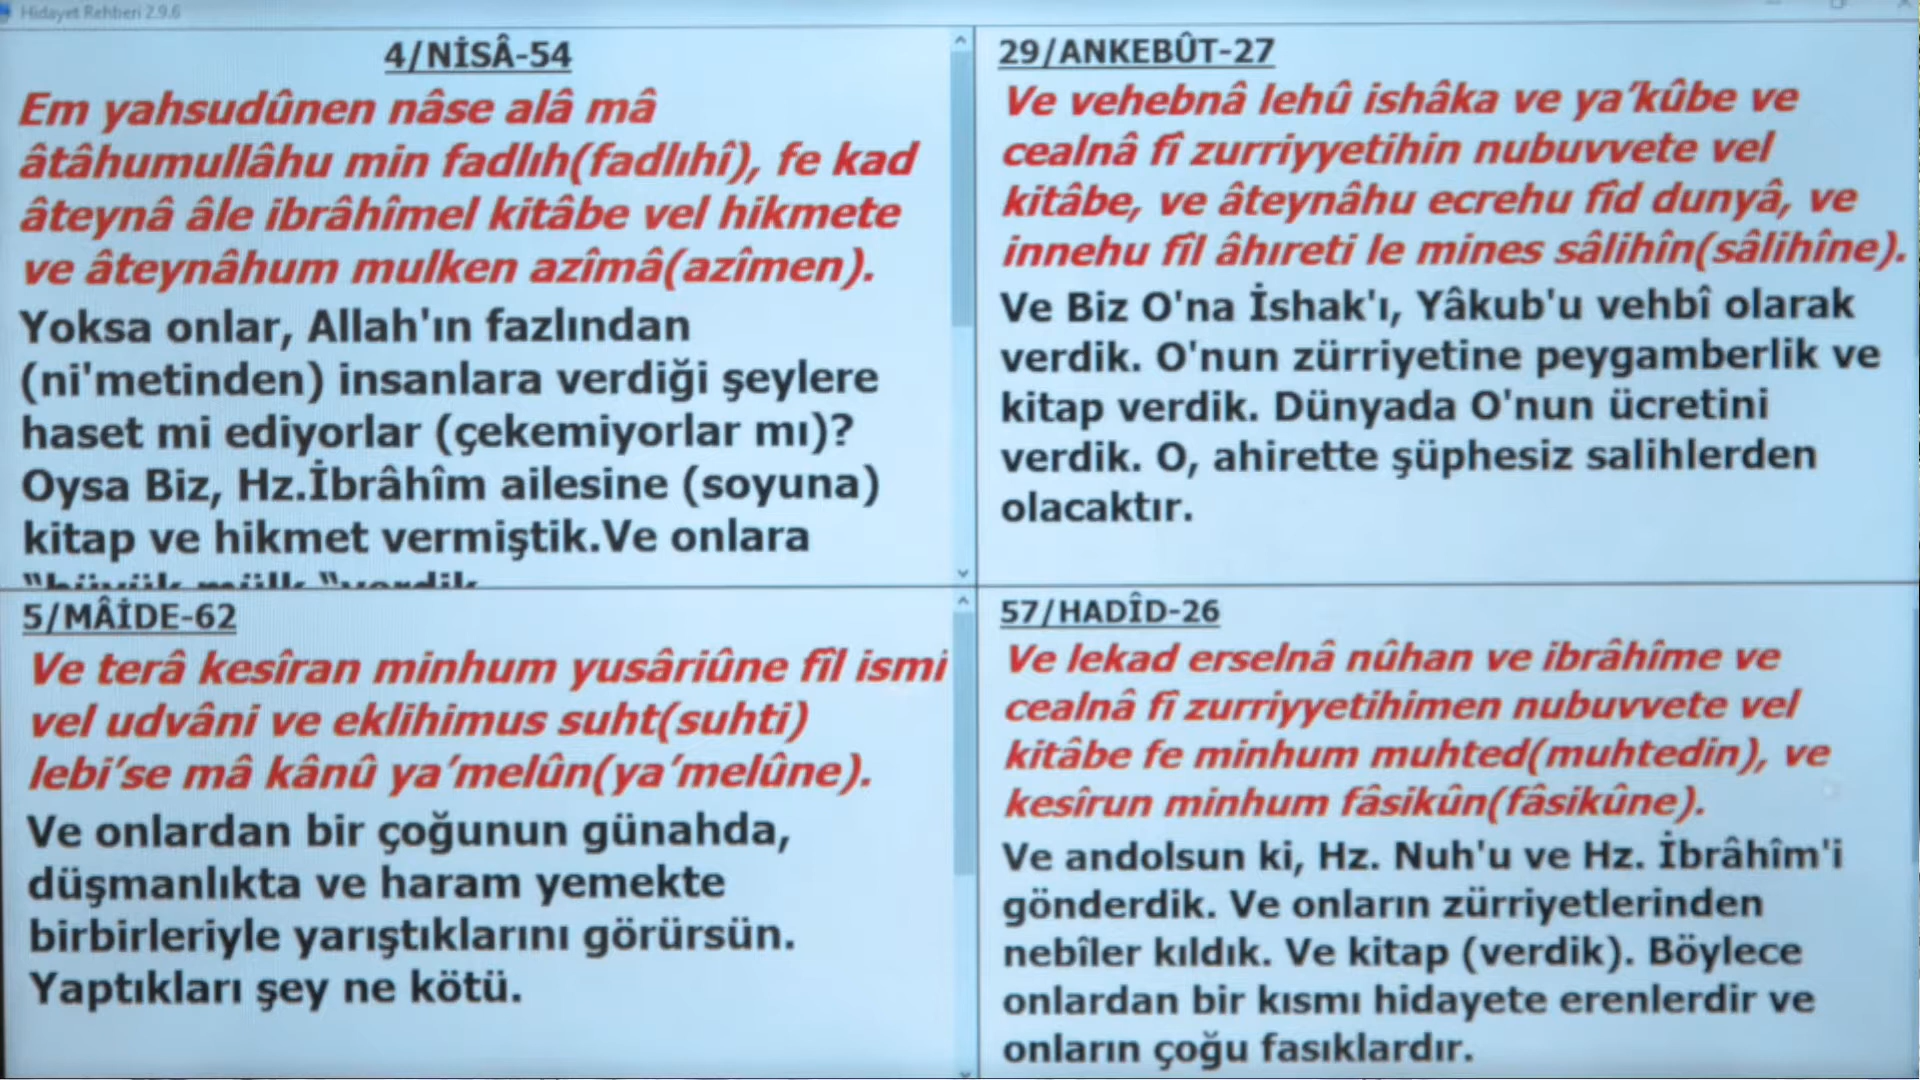 Hidayet Rehberi 2.9.6
4/NİSÂ-54
Em yahsudûnen nâse alâ mâ
âtâhumullâhu min fadlıh(fadlıhî), fe kad
âteynâ âle ibrâhîmel kitâbe vel hikmete
ve âteynâhum mulken azîmâ(azîmen).
Yoksa onlar, Allah'ın fazlından
(ni'metinden) insanlara verdiği şeylere
haset mi ediyorlar (çekemiyorlar mı)?
Oysa Biz, Hz.İbrâhîm ailesine (soyuna)
kitap ve hikmet vermiştik.Ve onlara
"büyük mülk "verdik
29/ANKEBÛT-27
Ve vehebnâ lehû ishâka ve ya’kûbe ve
cealnâ fî zurriyyetihin nubuvvete vel
kitâbe, ve âteynâhu ecrehu fîd dunyâ, ve
innehu fîl âhıreti le mines sâlihîn(sâlihîne).
Ve Biz O'na İshak'ı, Yâkub'u vehbî olarak
verdik. O'nun zürriyetine peygamberlik ve
kitap verdik. Dünyada O'nun ücretini
verdik. O, ahirette şüphesiz salihlerden
olacaktır.
5/MÂİDE-62
Ve terâ kesîran minhum yusâriûne fîl ismi
vel udvâni ve eklihimus suht(suhti)
lebi’se mâ kânû ya’melûn(ya’melûne).
Ve onlardan bir çoğunun günahda,
düşmanlıkta ve haram yemekte
birbirleriyle yarıştıklarını görürsün.
Yaptıkları şey ne kötü.
57/HADÎD-26
Ve lekad erselnâ nûhan ve ibrâhîme ve
cealnâ fî zurriyyetihimen nubuvvete vel
kitâbe fe minhum muhted(muhtedin), ve
kesîrun minhum fâsikûn(fâsikûne).
Ve andolsun ki, Hz. Nuh'u ve Hz. İbrâhîm'i
gönderdik. Ve onların zürriyetlerinden
nebîler kıldık. Ve kitap (verdik). Böylece
onlardan bir kısmı hidayete erenlerdir ve
onların çoğu fasıklardır.